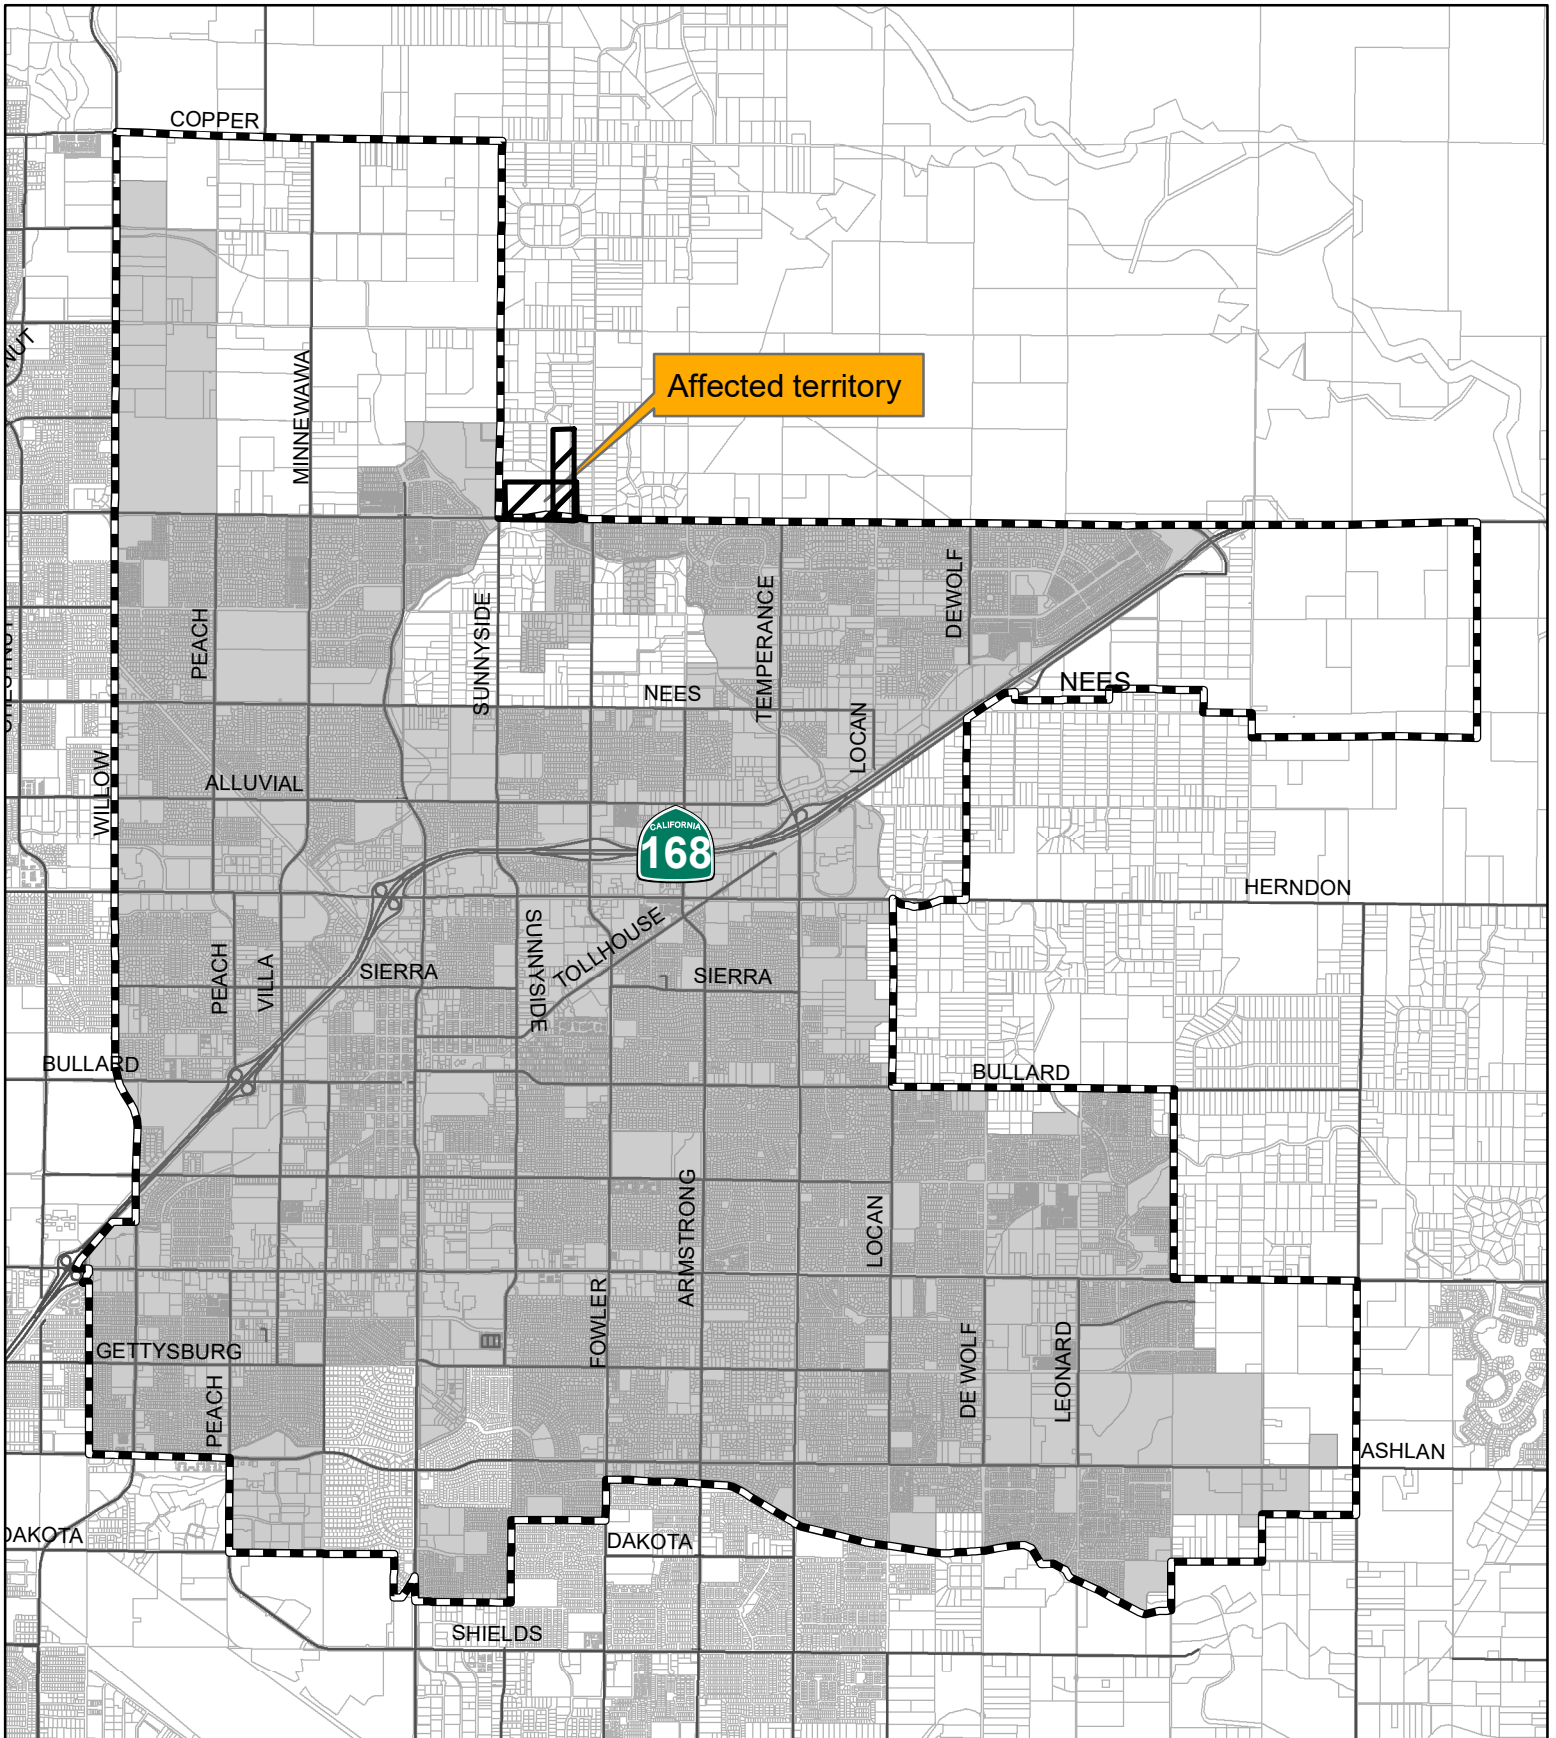 COPPER
NUT
MINNEWAWA
Affected territory
PEACH
SUNNYSIDE
TEMPERANCE
DEWOLF
NEES
NEES
LOCAN
WILLOW
ALLUVIAL
CALIFORNIA
168
HERNDON
PEACH
VILLA
SIERRA
SUNNYSIDE
TOLLHOUSE
SIERRA
BULLARD
BULLARD
ARMSTRONG
LOCAN
FOWLER
GETTYSBURG
PEACH
DE WOLF
LEONARD
ASHLAN
DAKOTA
DAKOTA
SHIELDS